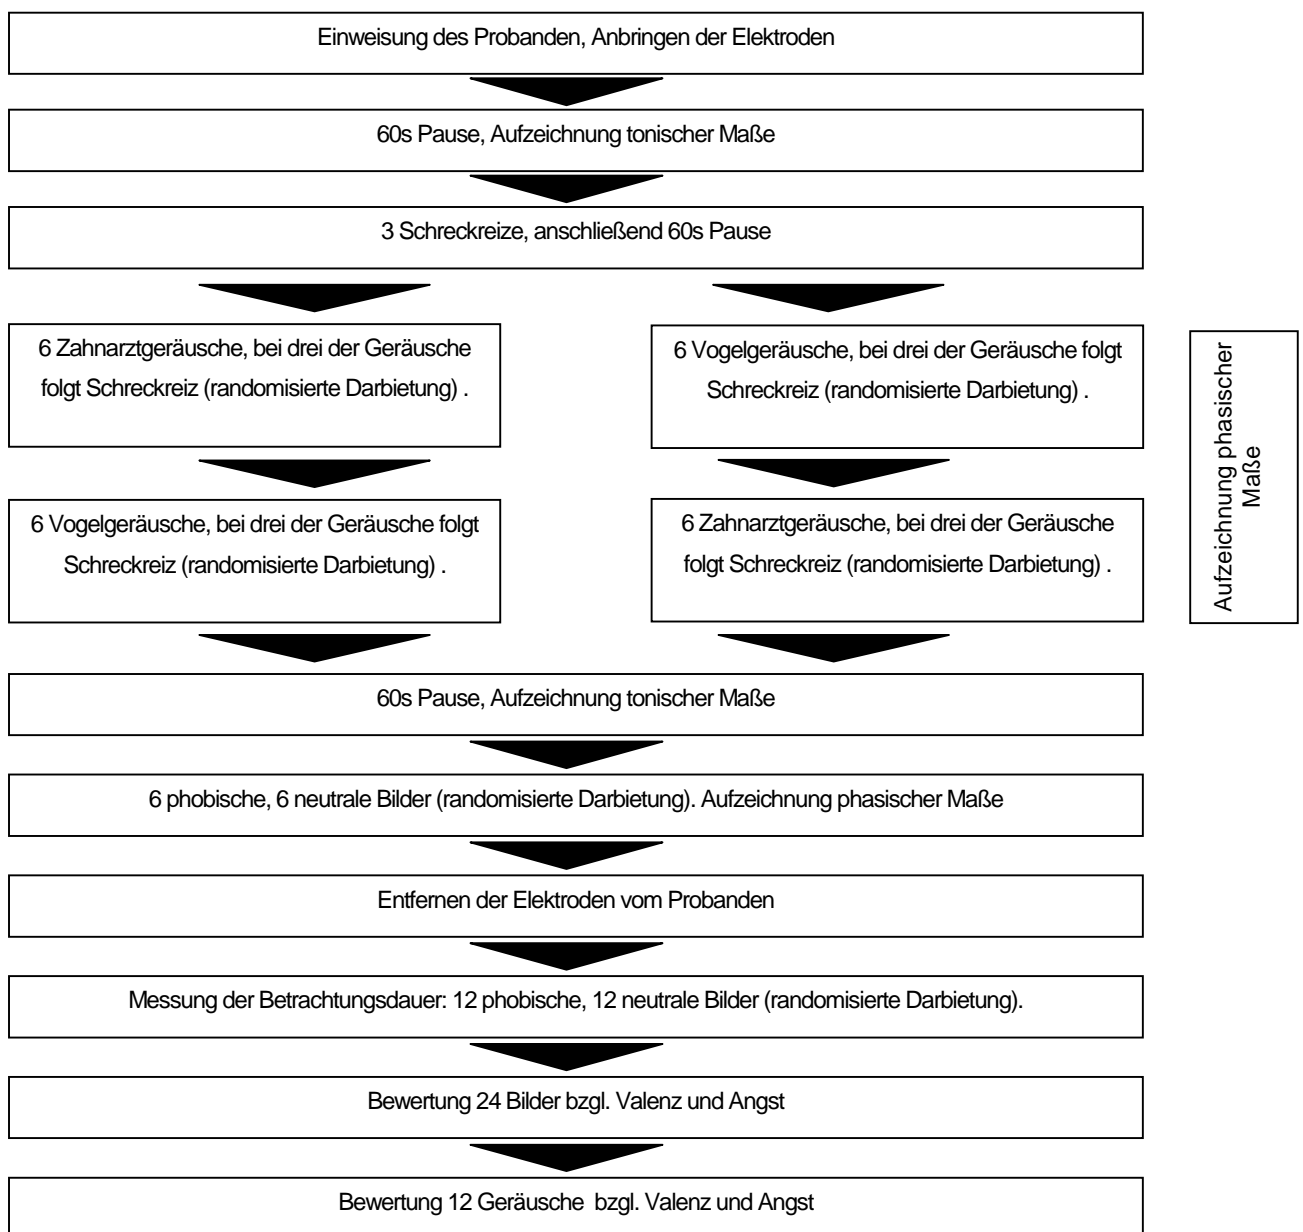 Einweisung des Probanden, Anbringen der Elektroden
60s Pause, Aufzeichnung tonischer Maße
3 Schreckreize, anschließend 60s Pause
6 Zahnarztgeräusche, bei drei der Geräusche
folgt Schreckreiz (randomisierte Darbietung) .
6 Vogelgeräusche, bei drei der Geräusche folgt
Schreckreiz (randomisierte Darbietung) .
Aufzeichnung phasischer
Maße
6 Vogelgeräusche, bei drei der Geräusche folgt
Schreckreiz (randomisierte Darbietung) .
6 Zahnarztgeräusche, bei drei der Geräusche
folgt Schreckreiz (randomisierte Darbietung) .
60s Pause, Aufzeichnung tonischer Maße
6 phobische, 6 neutrale Bilder (randomisierte Darbietung). Aufzeichnung phasischer Maße
Entfernen der Elektroden vom Probanden
Messung der Betrachtungsdauer: 12 phobische, 12 neutrale Bilder (randomisierte Darbietung).
Bewertung 24 Bilder bzgl. Valenz und Angst
Bewertung 12 Geräusche bzgl. Valenz und Angst